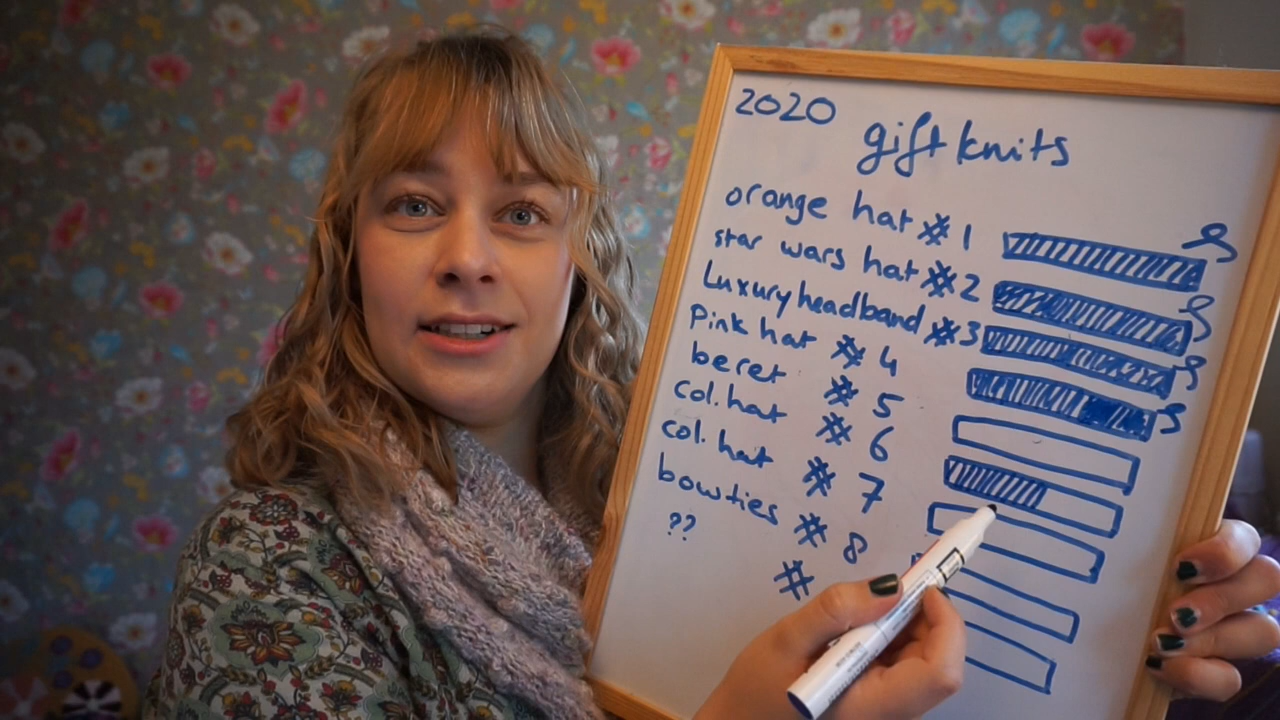 2020
gift knits
orange hat #1
star wars hat #2
Luxury headband #3
Pink hat # 4
beret # 5
col. hat # 6
col. hat # 7
bowties # 8
?? #